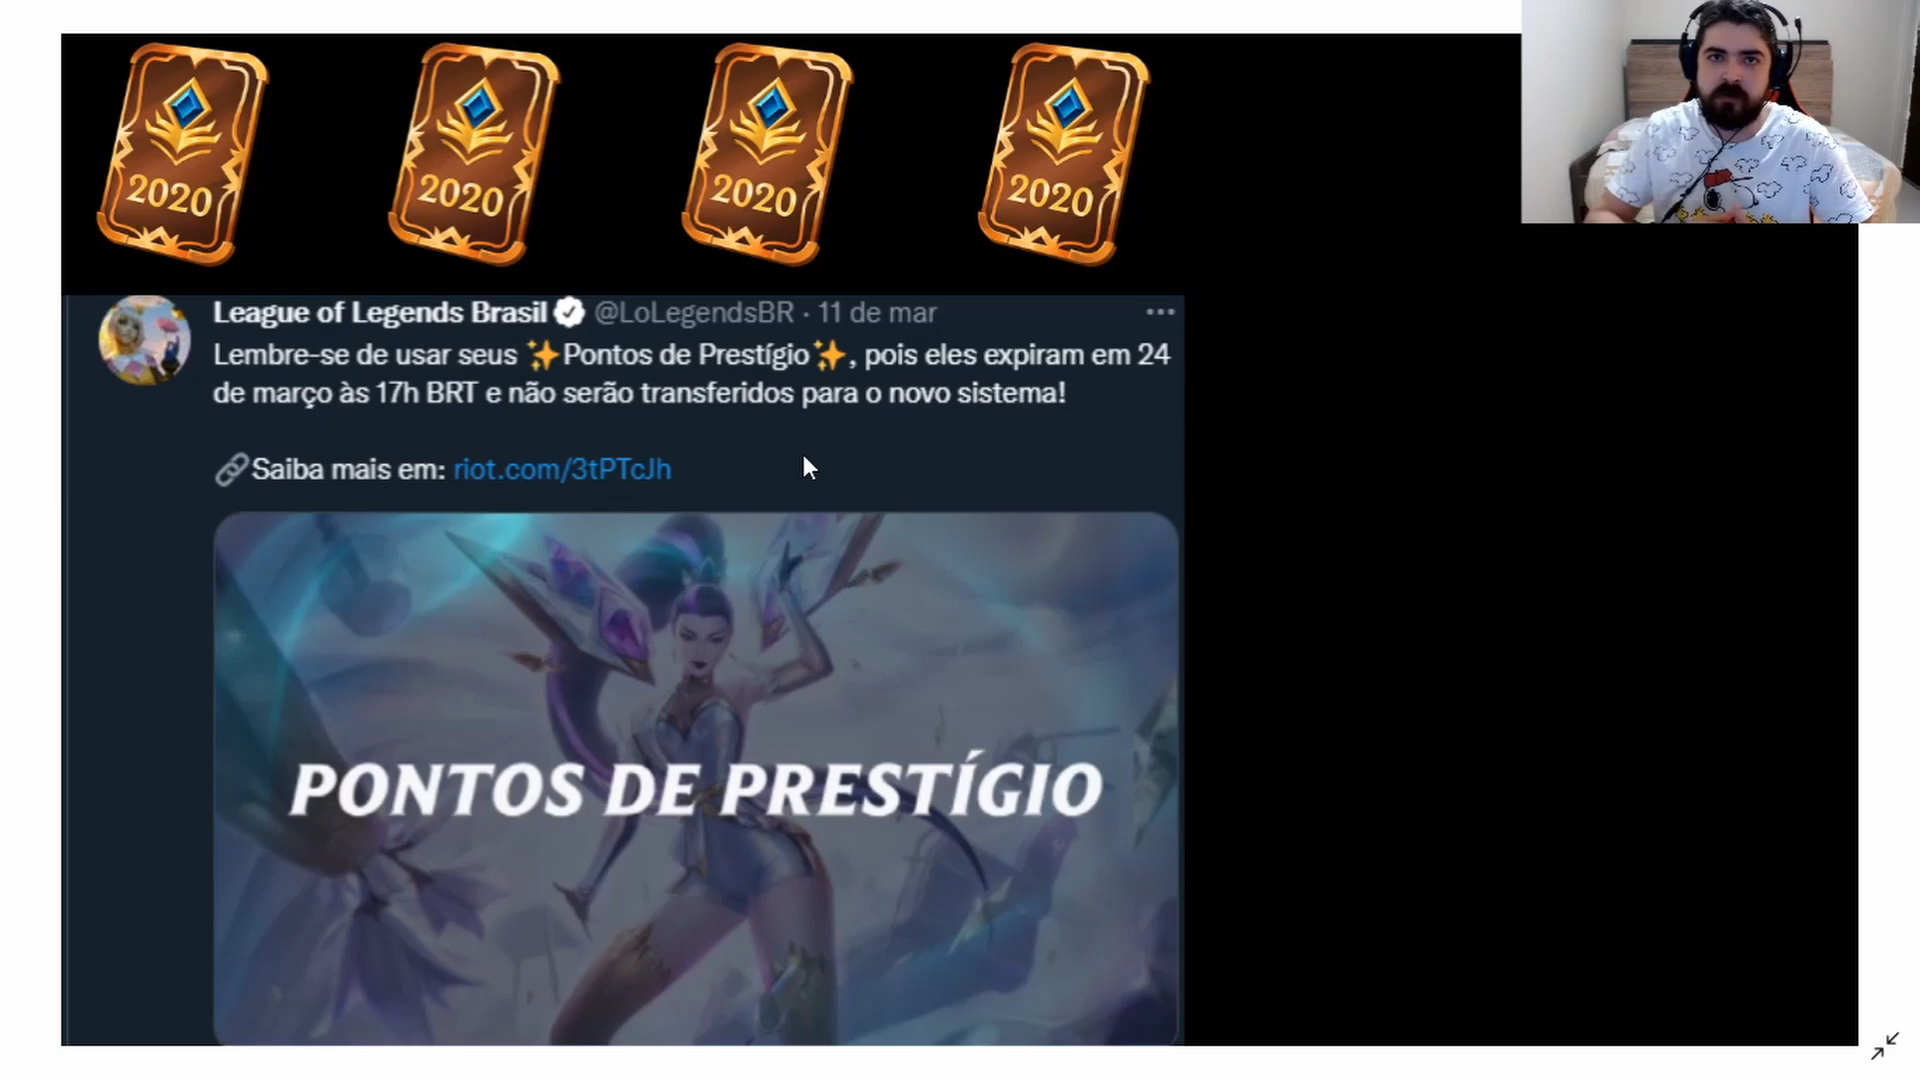 2020
2020
2020
2020
League of Legends Brasil @LoLegendsBR · 11 de mar
Lembre-se de usar seus ✨Pontos de Prestígio✨, pois eles expiram em 24
de março às 17h BRT e não serão transferidos para o novo sistema!
🔗Saiba mais em: riot.com/3tPTcJh
PONTOS DE PRESTÍGIO